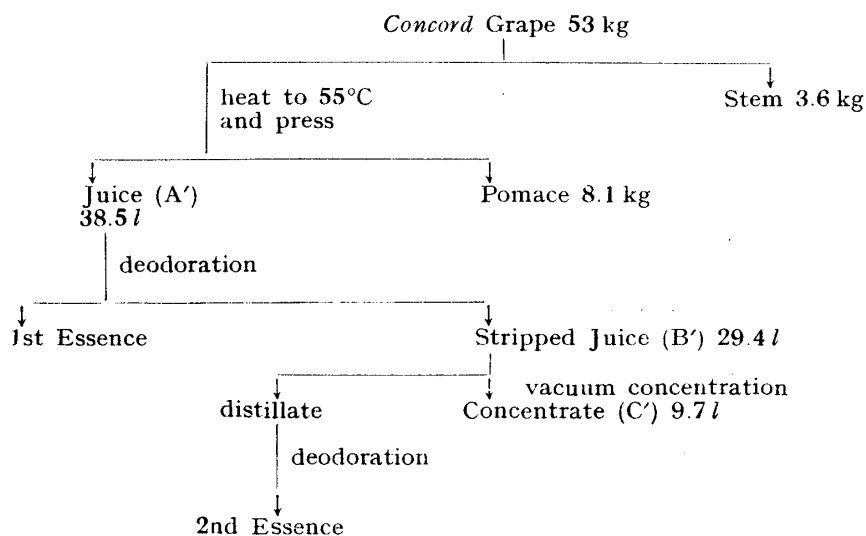 Concord Grape 53 kg
heat to 55°C
and press
Stem 3.6 kg
Juice (A′)
38.5 l
Pomace 8.1 kg
deodoration
1st Essence
Stripped Juice (B′) 29.4 l
vacuum concentration
distillate
Concentrate (C′) 9.7 l
deodoration
2nd Essence